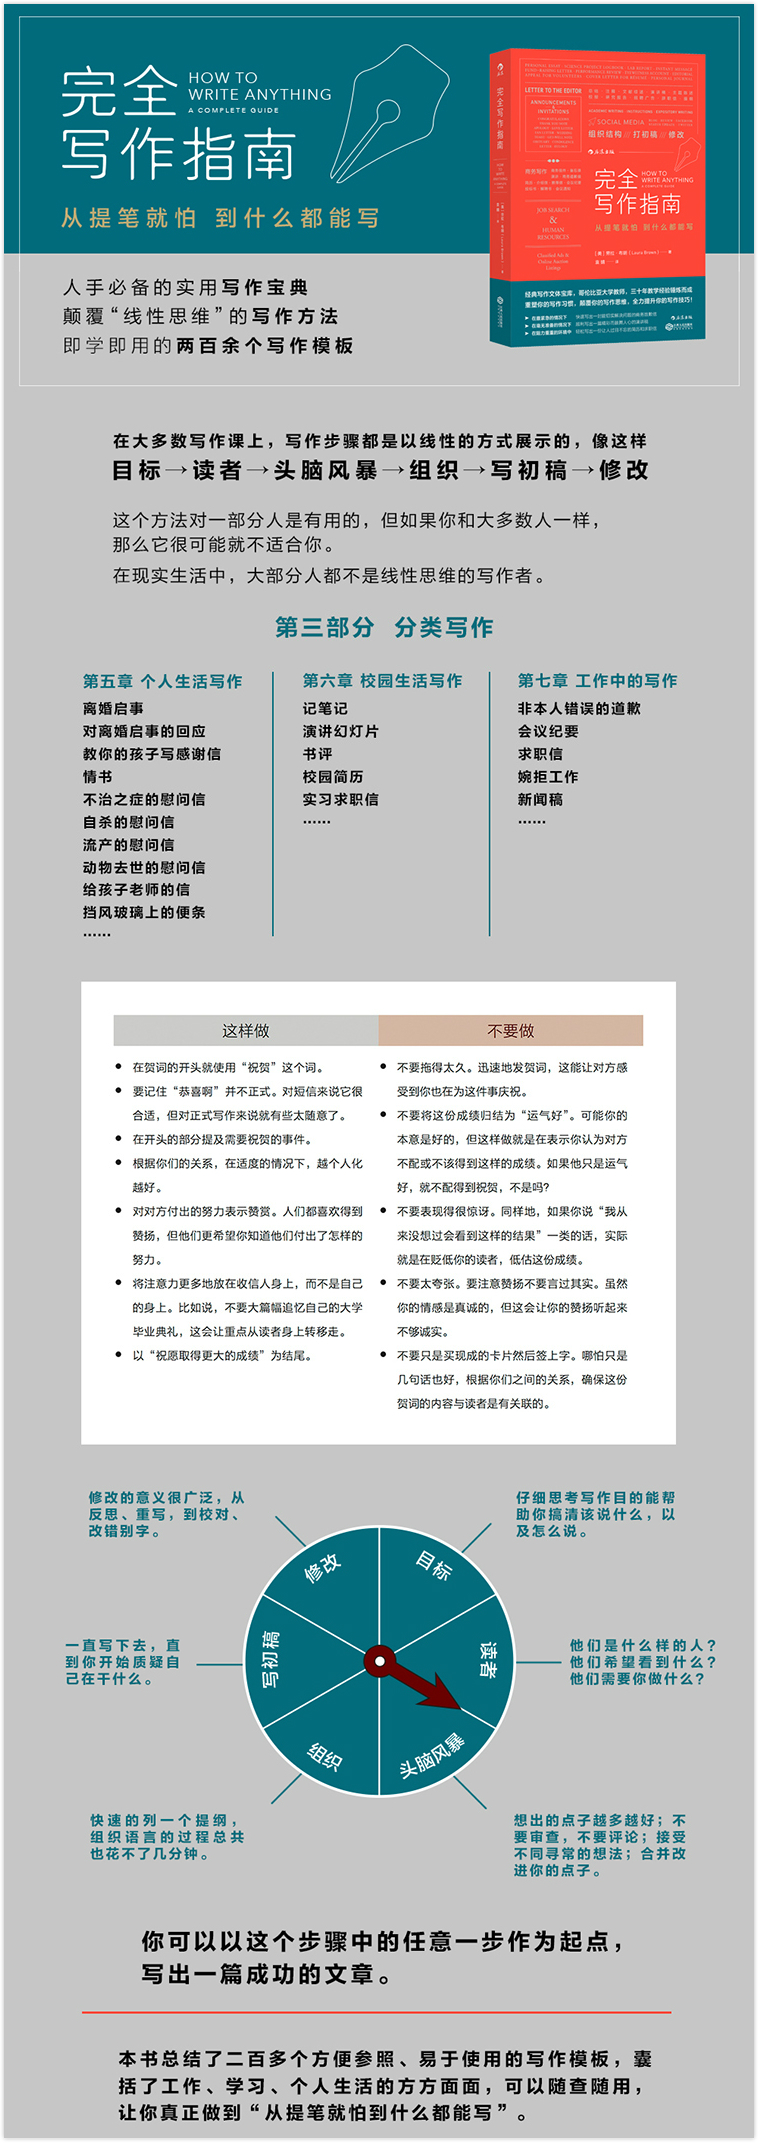 完全
写作指南
HOW TO
WRITE ANYTHING
A COMPLETE GUIDE
从提笔就怕 到什么都能写
LETTER TO THE EDITOR
ANNOUNCEMENTS
&
INVITATIONS
SOCIAL MEDIA
组织结构 打初稿 修改
商务写作
JOB SEARCH
&
HUMAN
RESOURCES
后浪出版
完全
写作指南
HOW TO
WRITE ANYTHING
A COMPLETE GUIDE
从提笔就怕 到什么都能写
完全写作指南
人手必备的实用写作宝典
颠覆“线性思维”的写作方法
即学即用的两百余个写作模板
在大多数写作课上，写作步骤都是以线性的方式展示的，像这样
目标→读者→头脑风暴→组织→写初稿→修改
这个方法对一部分人是有用的，但如果你和大多数人一样，
那么它很可能就不适合你。
在现实生活中，大部分人都不是线性思维的写作者。
第三部分 分类写作
第五章 个人生活写作
离婚启事
对离婚启事的回应
教你的孩子写感谢信
情书
不治之症的慰问信
自杀的慰问信
流产的慰问信
动物去世的慰问信
给孩子老师的信
挡风玻璃上的便条
……
第六章 校园生活写作
记笔记
演讲幻灯片
书评
校园简历
实习求职信
……
第七章 工作中的写作
非本人错误的道歉
会议纪要
求职信
婉拒工作
新闻稿
……
这样做
● 在贺词的开头就使用“祝贺”这个词。
● 要记住“恭喜啊”并不正式。对短信来说它很
合适，但对正式写作来说就有些太随意了。
● 在开头的部分提及需要祝贺的事件。
● 根据你们的关系，在适度的情况下，越个人化
越好。
● 对对方付出的努力表示赞赏。人们都喜欢得到
赞扬，但他们更希望你知道他们付出了怎样的
努力。
● 将注意力更多地放在收信人身上，而不是自己
的身上。比如说，不要大篇幅追忆自己的大学
毕业典礼，这会让重点从读者身上转移走。
● 以“祝愿取得更大的成绩”为结尾。
不要做
● 不要拖得太久。迅速地发贺词，这能让对方感
受到你也在为这件事庆祝。
● 不要将这份成绩归结为“运气好”。可能你的
本意是好的，但这样做就是在表示你认为对方
不配或不该得到这样的成绩。如果他只是运气
好，就不配得到祝贺，不是吗？
● 不要表现得很惊讶。同样地，如果你说“我从
来没想过会看到这样的结果”一类的话，实际
就是在贬低你的读者，低估这份成绩。
● 不要太夸张。要注意赞扬不要言过其实。虽然
你的情感是真诚的，但这会让你的赞扬听起来
不够诚实。
● 不要只是买现成的卡片然后签上字。哪怕只是
几句话也好，根据你们之间的关系，确保这份
贺词的内容与读者是有关联的。
修改的意义很广泛，从
反思、重写，到校对、
改错别字。
仔细思考写作目的能帮
助你搞清该说什么，以
及怎么说。
修改
目标
一直写下去，直
到你开始质疑自
己在干什么。
写初稿
读者
他们是什么样的人？
他们希望看到什么？
他们需要你做什么？
组织
头脑风暴
快速的列一个提纲，
组织语言的过程总共
也花不了几分钟。
想出的点子越多越好；不
要审查，不要评论；接受
不同寻常的想法；合并改
进你的点子。
你可以以这个步骤中的任意一步作为起点，
写出一篇成功的文章。
本书总结了二百多个方便参照、易于使用的写作模板，囊
括了工作、学习、个人生活的方方面面，可以随查随用，
让你真正做到“从提笔就怕到什么都能写”。